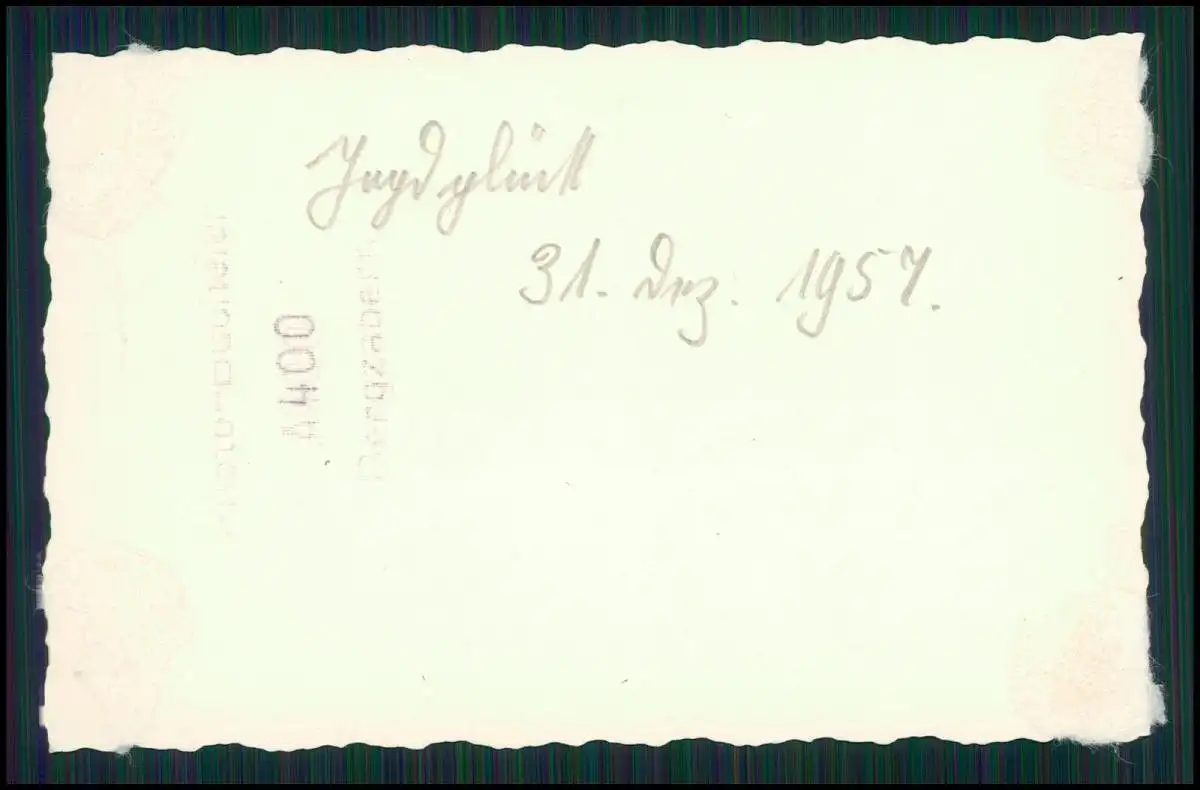 Jagdglück
31. Dez. 1957.
4400
Bergzabern